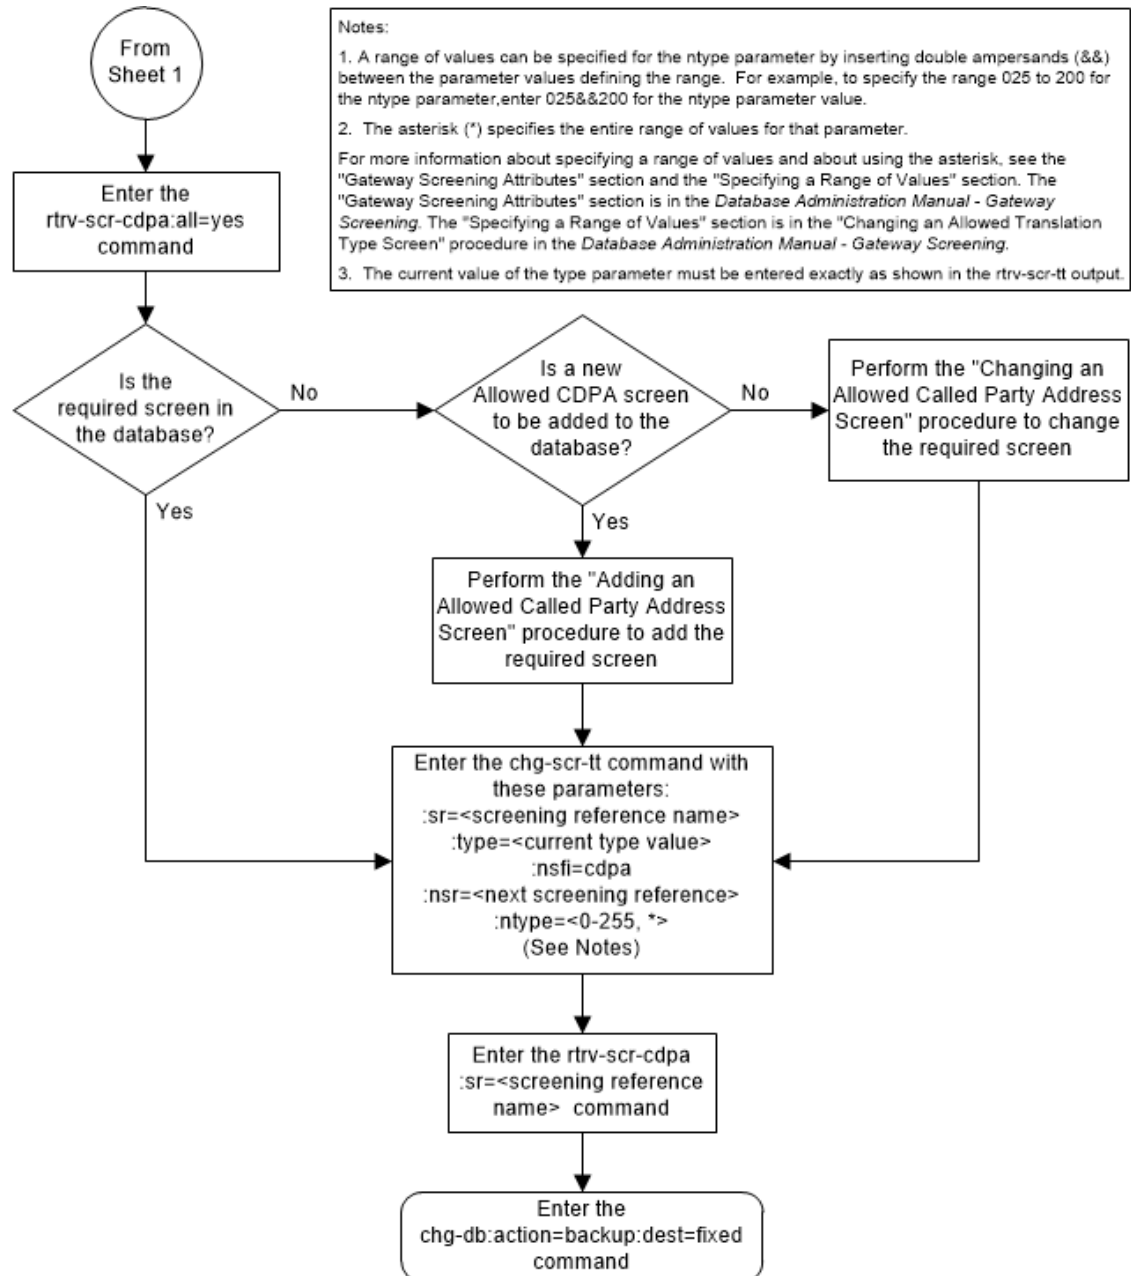 From
Sheet 1
Notes:
1. A range of values can be specified for the ntype parameter by inserting double ampersands (&&)
between the parameter values defining the range. For example, to specify the range 025 to 200 for
the ntype parameter,enter 025&&200 for the ntype parameter value.
2. The asterisk (*) specifies the entire range of values for that parameter.
For more information about specifying a range of values and about using the asterisk, see the
"Gateway Screening Attributes" section and the "Specifying a Range of Values" section. The
"Gateway Screening Attributes" section is in the Database Administration Manual - Gateway
Screening. The "Specifying a Range of Values" section is in the "Changing an Allowed Translation
Type Screen" procedure in the Database Administration Manual - Gateway Screening.
3. The current value of the type parameter must be entered exactly as shown in the rtrv-scr-tt output.
Enter the
rtrv-scr-cdpa:all=yes
command
Is the
required screen in
the database?
No
Yes
Is a new
Allowed CDPA screen
to be added to the
database?
No
Yes
Perform the "Changing an
Allowed Called Party Address
Screen" procedure to change
the required screen
Perform the "Adding an
Allowed Called Party Address
Screen" procedure to add the
required screen
Enter the chg-scr-tt command with
these parameters:
:sr=<screening reference name>
:type=<current type value>
:nsfi=cdpa
:nsr=<next screening reference>
:ntype=<0-255, *>
(See Notes)
Enter the rtrv-scr-cdpa
:sr=<screening reference
name> command
Enter the
chg-db:action=backup:dest=fixed
command